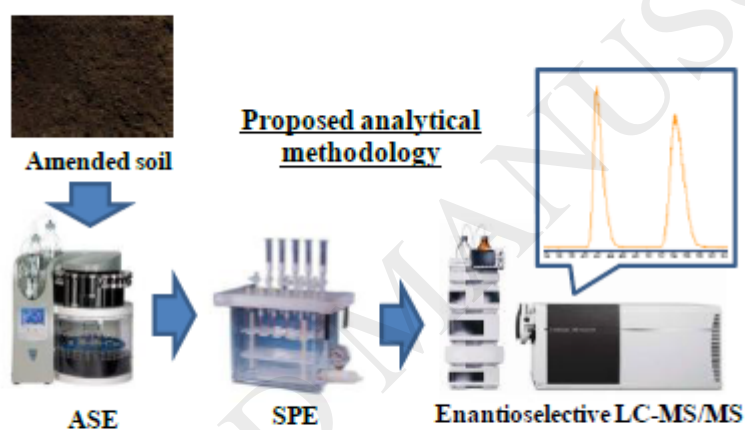 Proposed analytical
methodology
Amended soil
ASE
SPE
Enantioselective LC-MS/MS